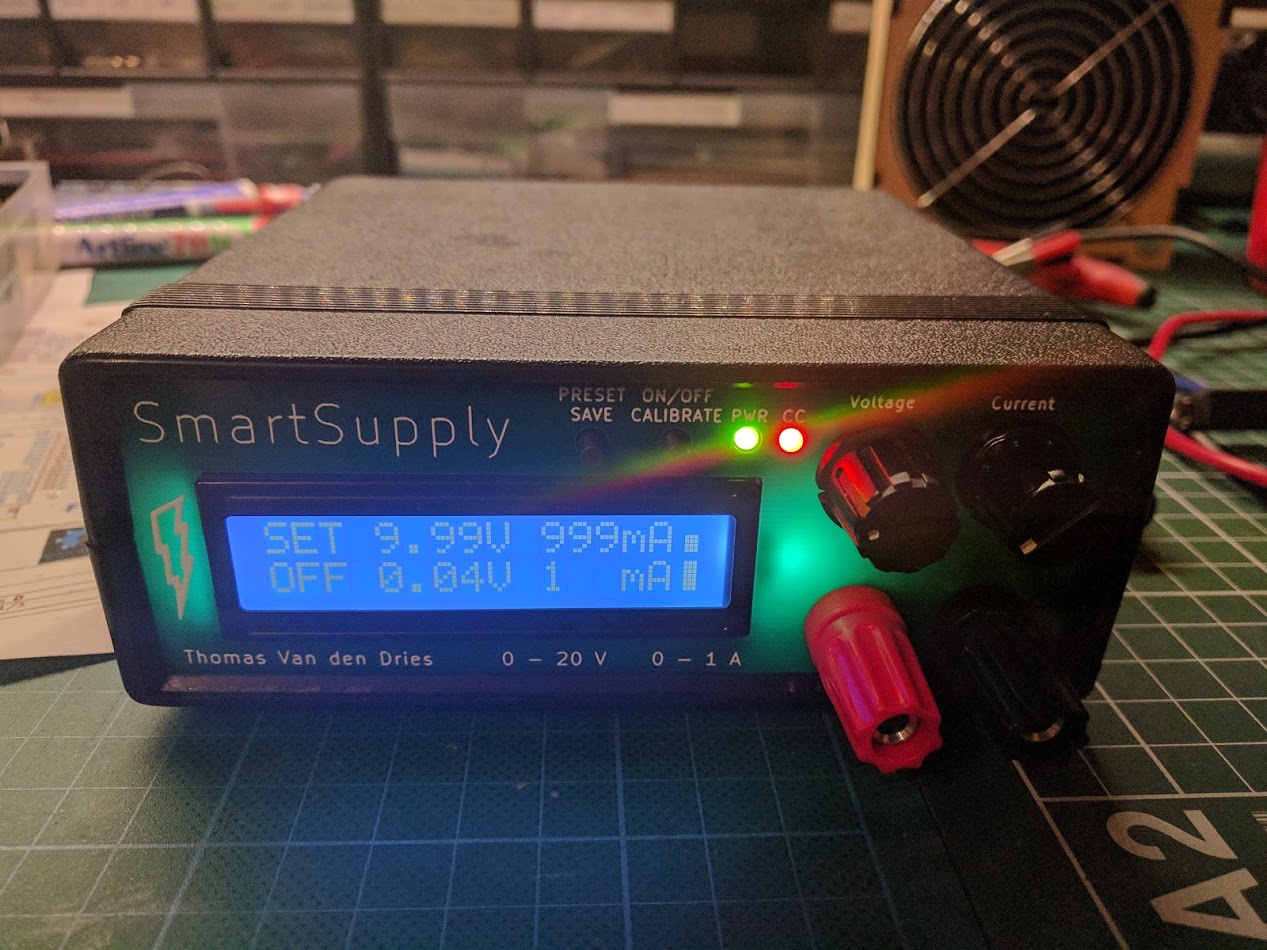 PRESET ON/OFF
SmartSupply SAVE CALIBRATE PWR CC Voltage Current
SET 9.99V 999mA
OFF 0.04V 1 mA
Thomas Van den Dries 0 – 20 V 0 – 1 A
Artline
A2